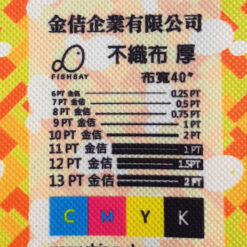 金佶企業有限公司
FISHBAY
不織布 厚
布寬40"
6 PT 金佶 0.25 PT
7 PT 金佶 0.5 PT
8 PT 金佶 0.75 PT
9 PT 金佶 1 PT
10 PT 金佶 2 PT
11 PT 金佶 1 PT
12 PT 金佶 1.5PT
13 PT 金佶 2 PT
C M Y K